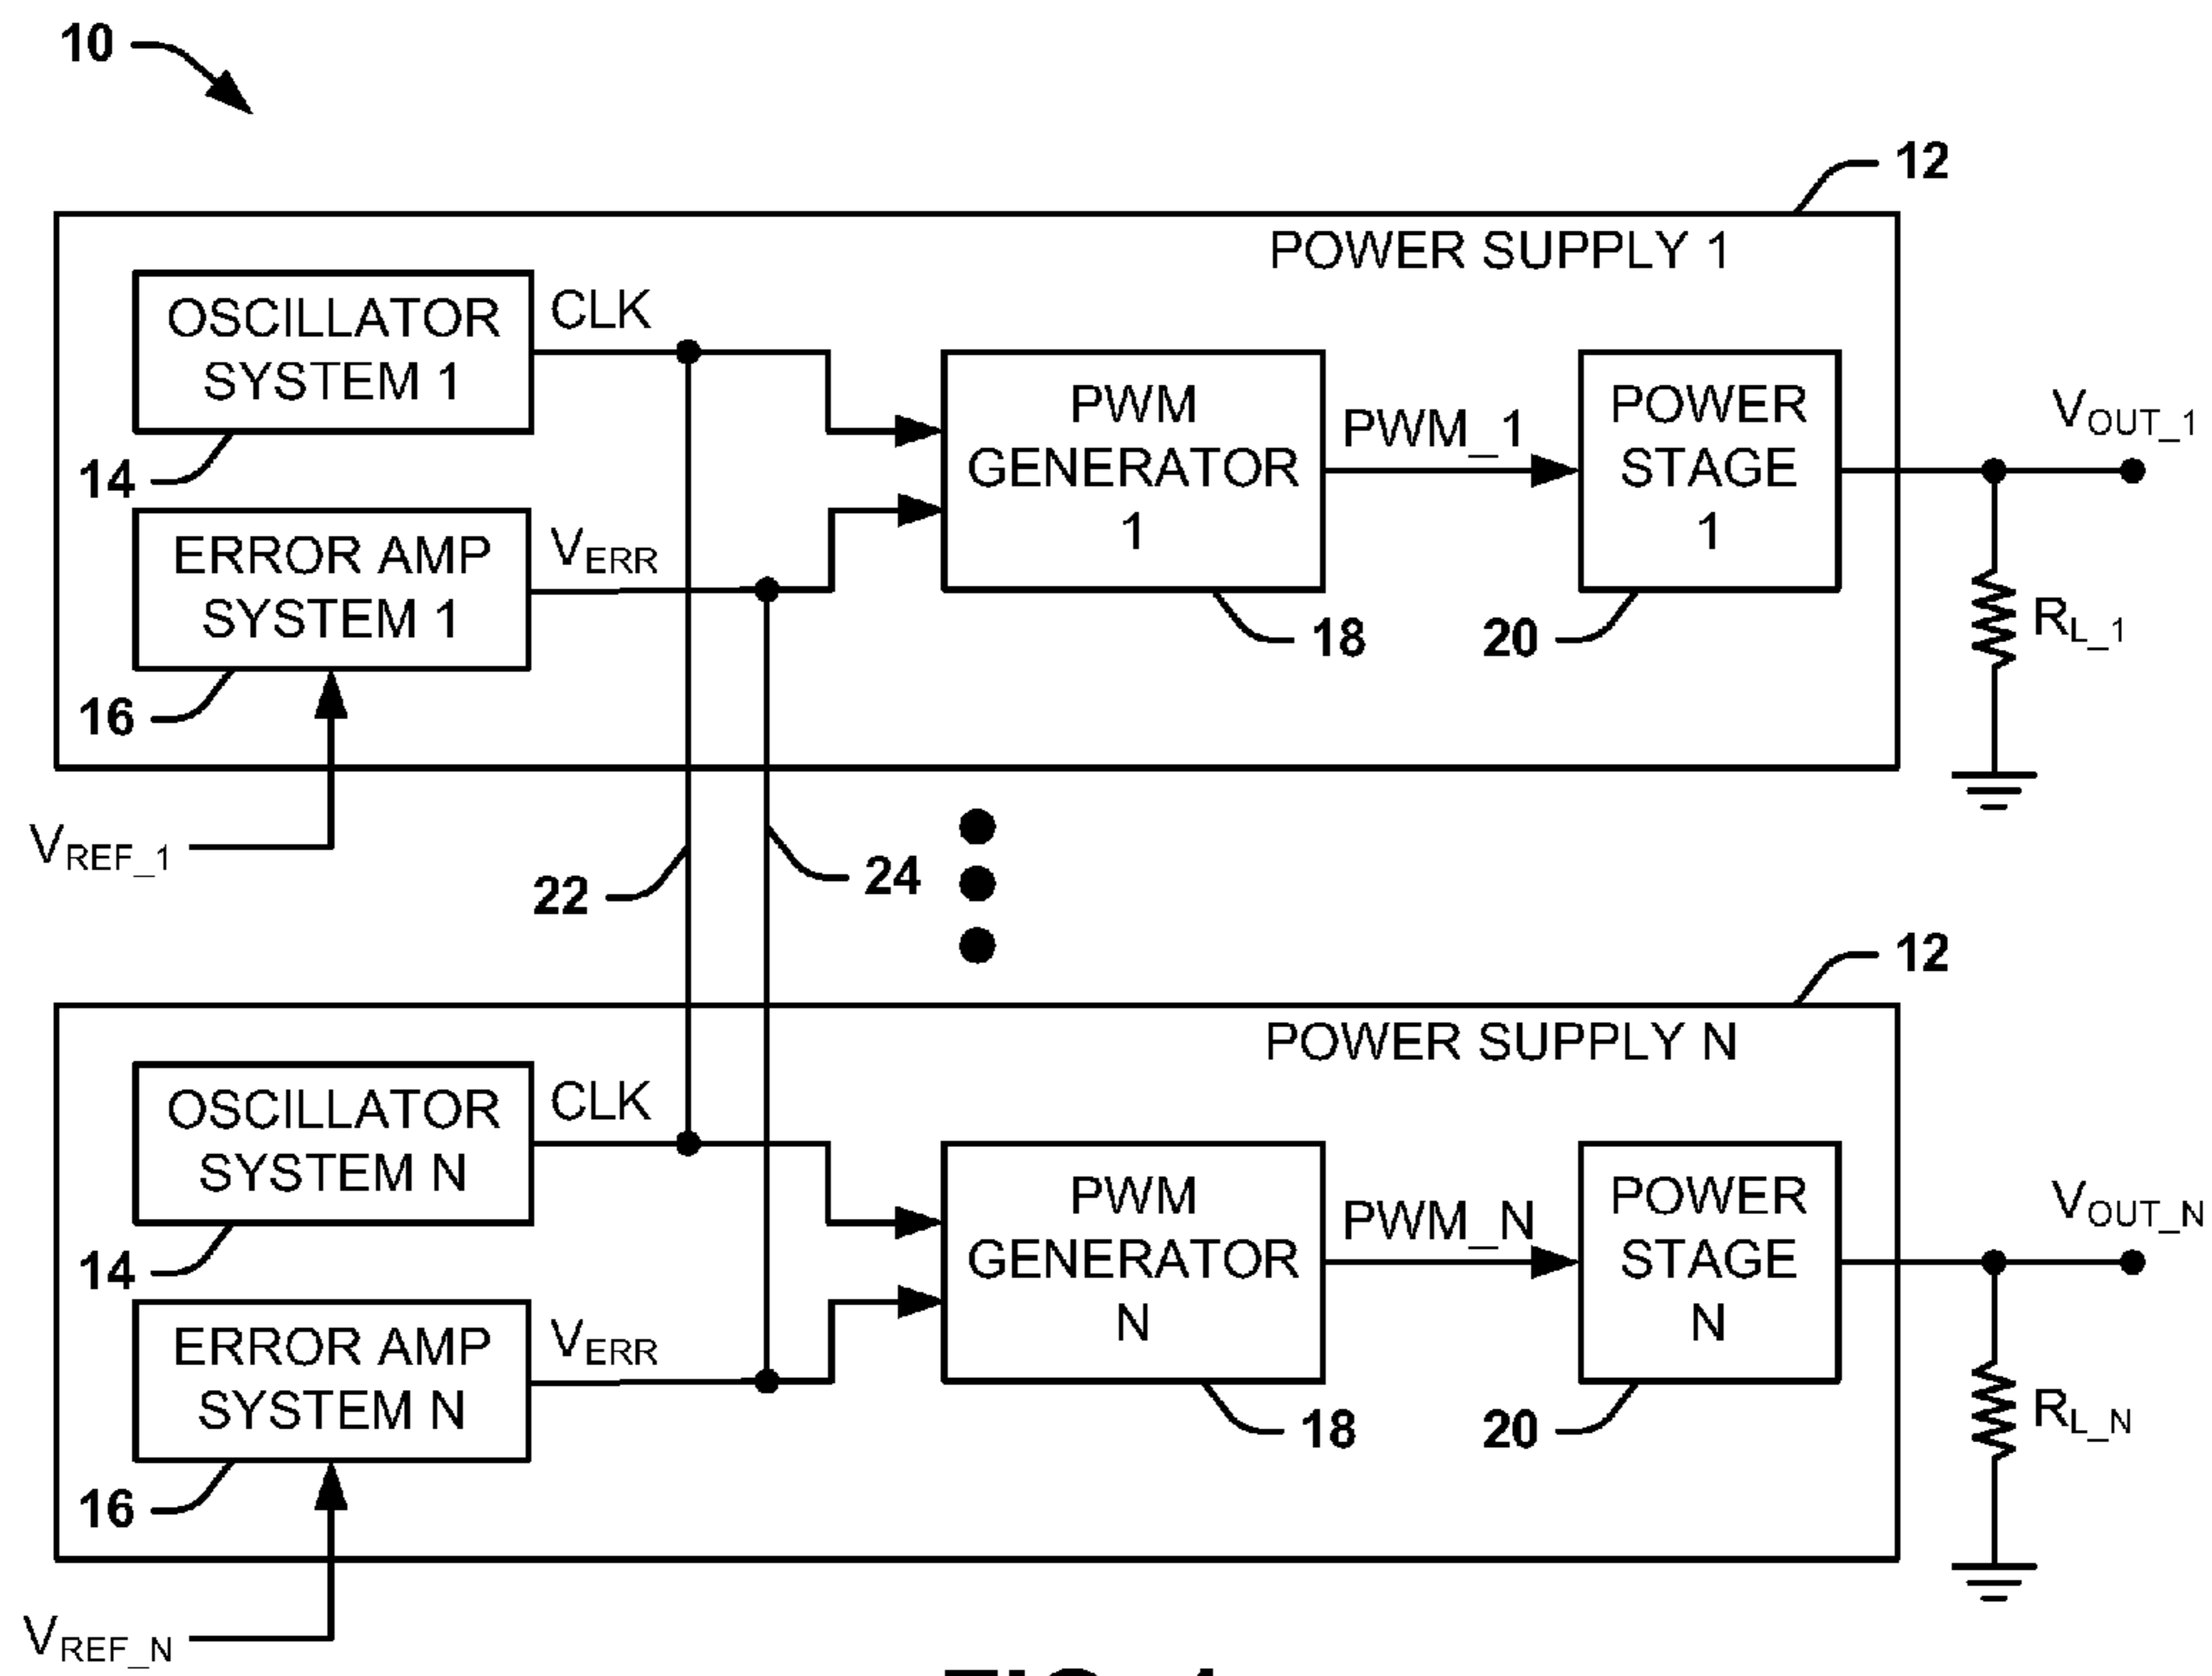 10
12
POWER SUPPLY 1
OSCILLATOR
SYSTEM 1
CLK
14
ERROR AMP
SYSTEM 1
VERR
16
VREF_1
PWM
GENERATOR
1
18
PWM_1
POWER
STAGE
1
20
VOUT_1
RL_1
22
24
12
POWER SUPPLY N
OSCILLATOR
SYSTEM N
CLK
14
ERROR AMP
SYSTEM N
VERR
16
VREF_N
PWM
GENERATOR
N
18
PWM_N
POWER
STAGE
N
20
VOUT_N
RL_N